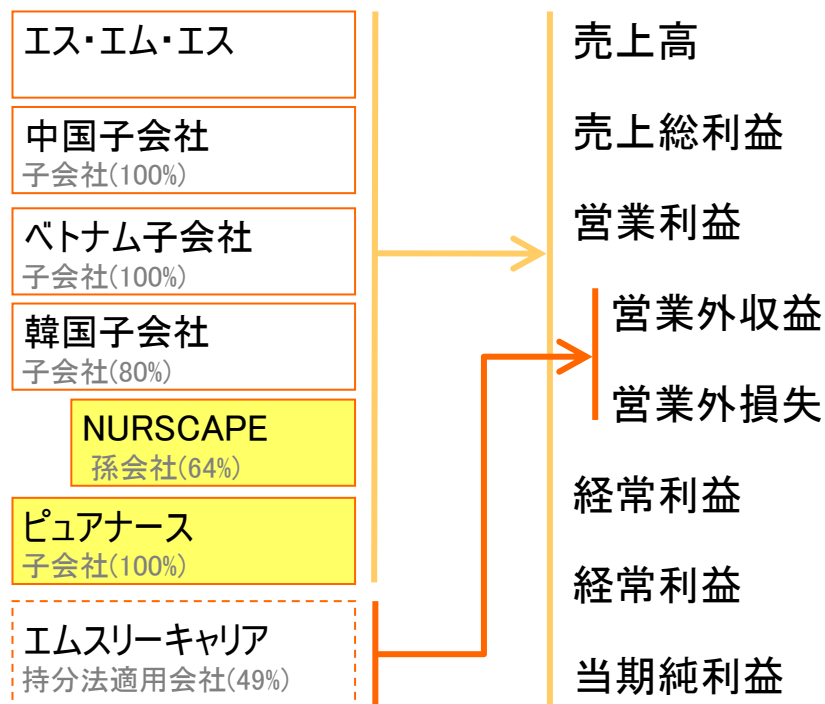 エス・エム・エス
中国子会社
子会社(100%)
ベトナム子会社
子会社(100%)
韓国子会社
子会社(80%)
NURSCAPE
孫会社(64%)
ピュアナース
子会社(100%)
エムスリーキャリア
持分法適用会社(49%)
売上高
売上総利益
営業利益
営業外収益
営業外損失
経常利益
経常利益
当期純利益